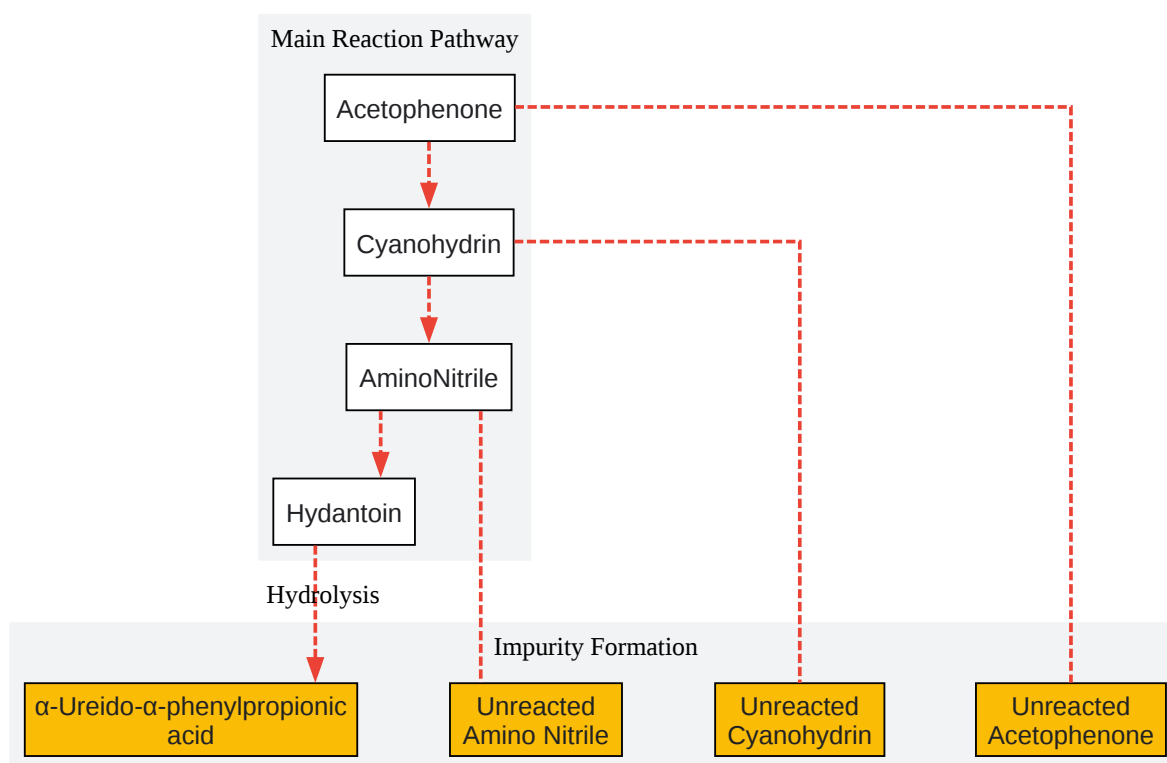 Main Reaction Pathway
Acetophenone
Cyanohydrin
AminoNitrile
Hydantoin
Hydrolysis
Impurity Formation
α-Ureido-α-phenylpropionic
acid
Unreacted
Amino Nitrile
Unreacted
Cyanohydrin
Unreacted
Acetophenone